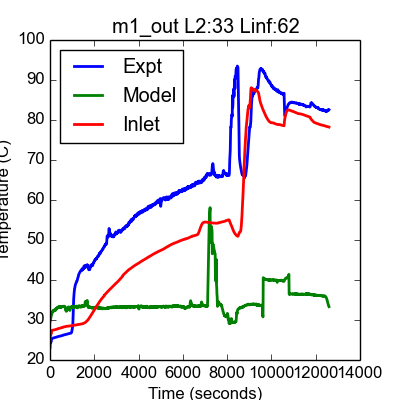 m1_out L2:33 Linf:62
100
90
80
70
60
50
40
30
20
Temperature (C)
Expt
Model
Inlet
0 2000 4000 6000 8000 10000 12000 14000
Time (seconds)